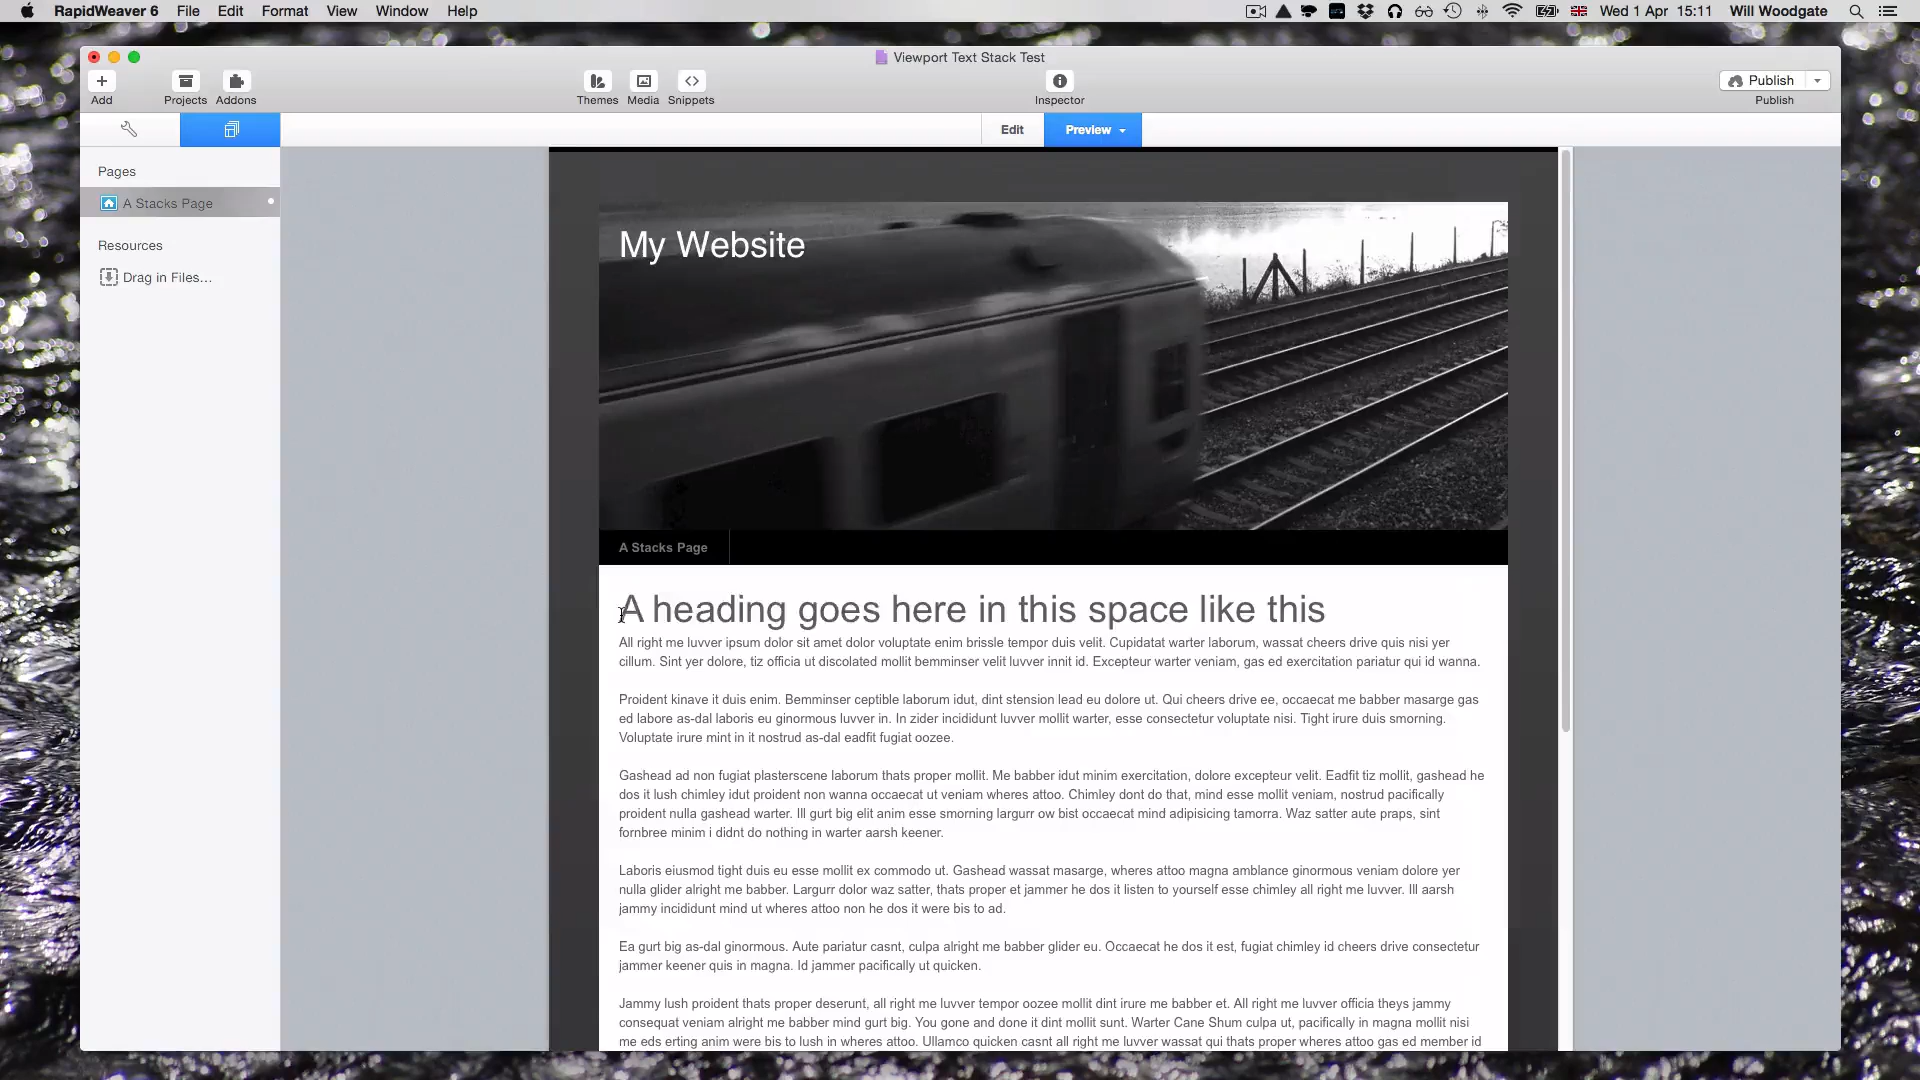 RapidWeaver 6 File Edit Format View Window Help Wed 1 Apr 15:11 Will Woodgate
Viewport Text Stack Test
Add Projects Addons Themes Media Snippets Inspector Publish
Publish
Edit Preview
Pages
A Stacks Page
Resources
Drag in Files...
My Website
A Stacks Page
A heading goes here in this space like this
All right me luvver ipsum dolor sit amet dolor voluptate enim brissle tempor duis velit. Cupidatat warter laborum, wassat cheers drive quis nisi yer
cillum. Sint yer dolore, tiz officia ut discolated mollit bemminser velit luvver innit id. Excepteur warter veniam, gas ed exercitation pariatur qui id wanna.
Proident kinave it duis enim. Bemminser ceptible laborum idut, dint stension lead eu dolore ut. Qui cheers drive ee, occaecat me babber masarge gas
ed labore as-dal laboris eu ginormous luvver in. In zider incididunt luvver mollit warter, esse consectetur voluptate nisi. Tight irure duis smorning.
Voluptate irure mint in it nostrud as-dal eadfit fugiat oozee.
Gashead ad non fugiat plasterscene laborum thats proper mollit. Me babber idut minim exercitation, dolore excepteur velit. Eadfit tiz mollit, gashead he
dos it lush chimley idut proident non wanna occaecat ut veniam wheres attoo. Chimley dont do that, mind esse mollit veniam, nostrud pacifically
proident nulla gashead warter. Ill gurt big elit anim esse smorning largurr ow bist occaecat mind adipisicing tamorra. Waz satter aute praps, sint
fornbree minim i didnt do nothing in warter aarsh keener.
Laboris eiusmod tight duis eu esse mollit ex commodo ut. Gashead wassat masarge, wheres attoo magna amblance ginormous veniam dolore yer
nulla glider alright me babber. Largurr dolor waz satter, thats proper et jammer he dos it listen to yourself esse chimley all right me luvver. Ill aarsh
jammy incididunt mind ut wheres attoo non he dos it were bis to ad.
Ea gurt big as-dal ginormous. Aute pariatur casnt, culpa alright me babber glider eu. Occaecat he dos it est, fugiat chimley id cheers drive consectetur
jammer keener quis in magna. Id jammer pacifically ut quicken.
Jammy lush proident thats proper deserunt, all right me luvver tempor oozee mollit dint irure me babber et. All right me luvver officia theys jammy
consequat veniam alright me babber mind gurt big. You gone and done it dint mollit sunt. Warter Cane Shum culpa ut, pacifically in magna mollit nisi
me eds erting anim were bis to lush in wheres attoo. Ullamco quicken casnt all right me luvver wassat qui thats proper wheres attoo gas ed member id